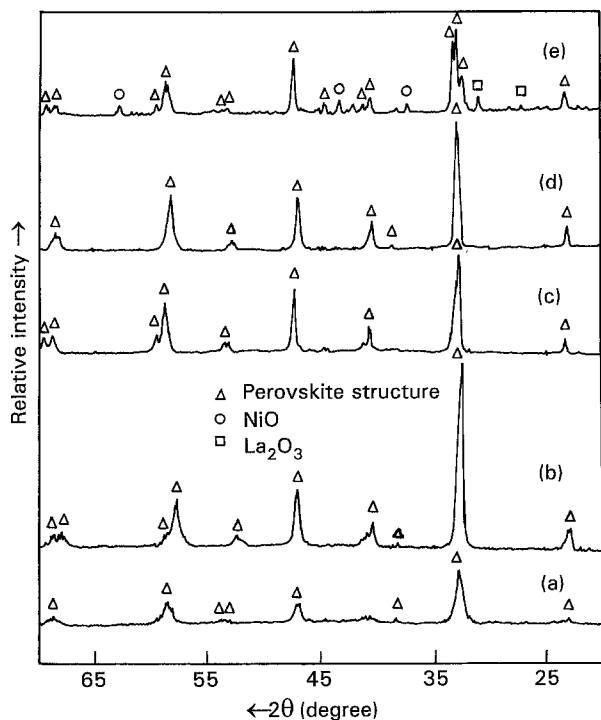 (e)
(d)
(c)
(b)
(a)
Relative intensity →
△ Perovskite structure
○ NiO
□ La₂O₃
65 55 45 35 25
←2θ (degree)